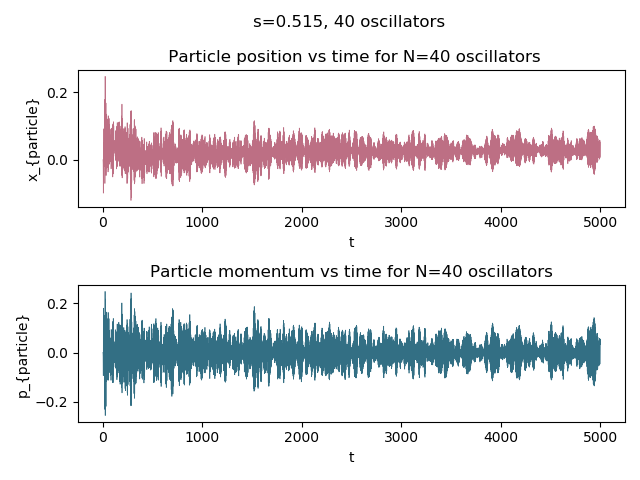 s=0.515, 40 oscillators
Particle position vs time for N=40 oscillators
x_{particle}
0.2
0.0
0 1000 2000 3000 4000 5000
t
Particle momentum vs time for N=40 oscillators
p_{particle}
0.2
0.0
−0.2
0 1000 2000 3000 4000 5000
t